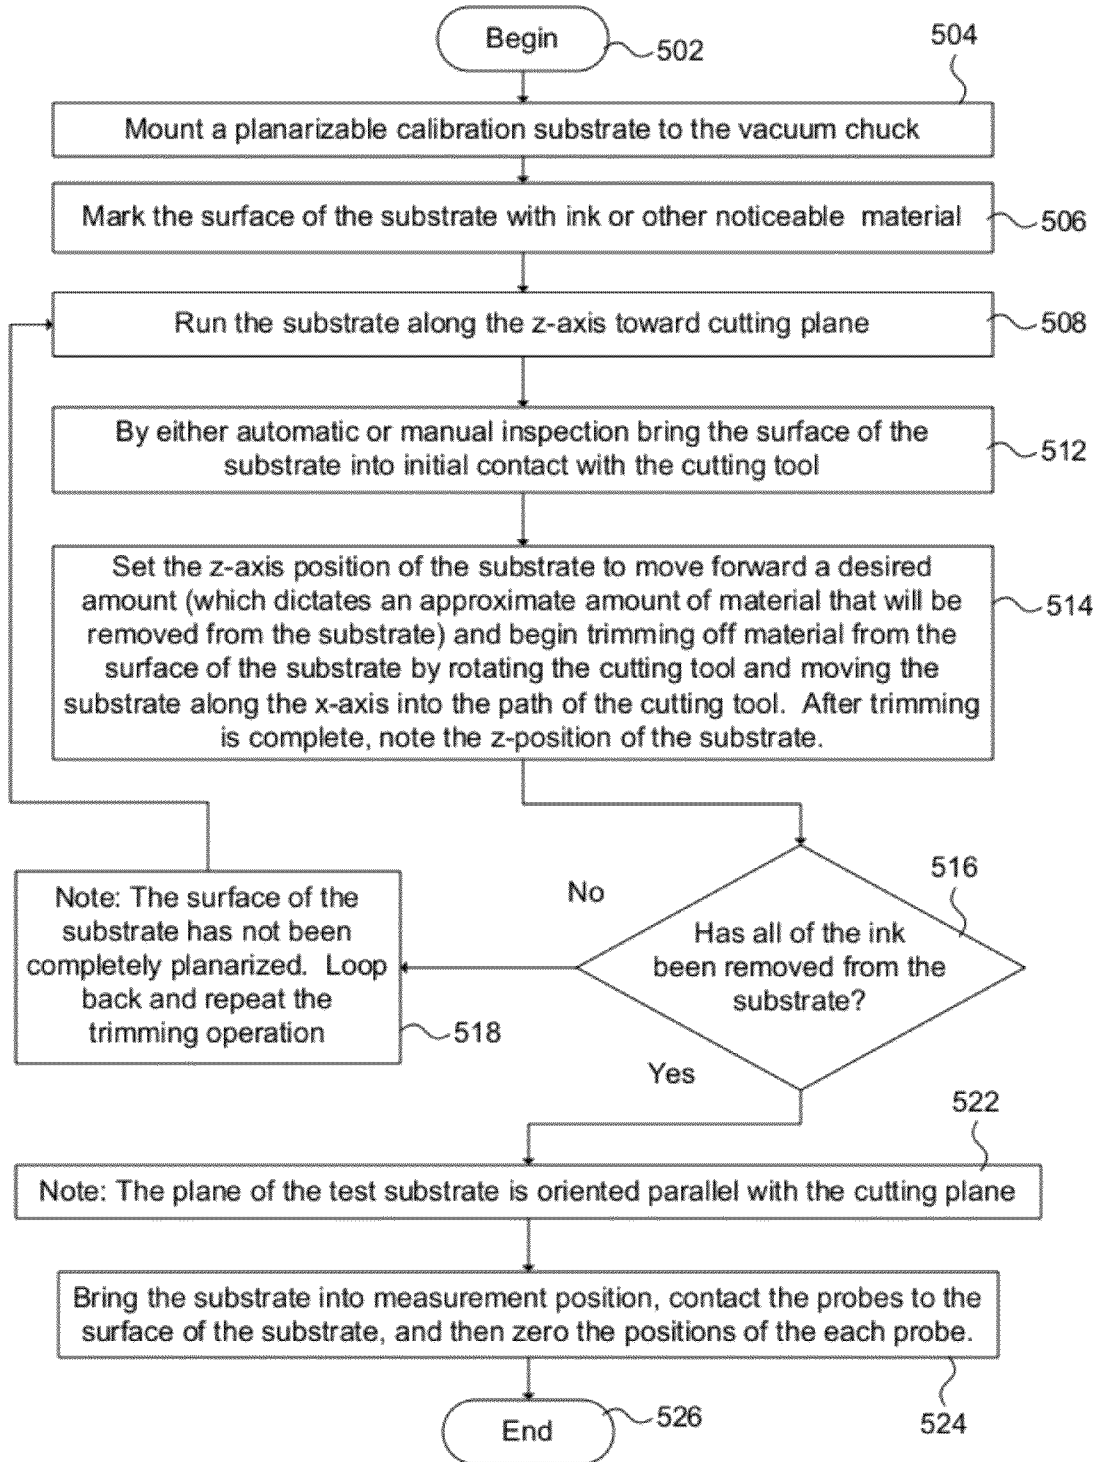 Begin
502
504
Mount a planarizable calibration substrate to the vacuum chuck
Mark the surface of the substrate with ink or other noticeable material
506
Run the substrate along the z-axis toward cutting plane
508
By either automatic or manual inspection bring the surface of the
substrate into initial contact with the cutting tool
512
Set the z-axis position of the substrate to move forward a desired
amount (which dictates an approximate amount of material that will be
removed from the substrate) and begin trimming off material from the
surface of the substrate by rotating the cutting tool and moving the
substrate along the x-axis into the path of the cutting tool. After trimming
is complete, note the z-position of the substrate.
514
516
No
Has all of the ink
been removed from the
substrate?
Note: The surface of the
substrate has not been
completely planarized. Loop
back and repeat the
trimming operation
518
Yes
522
Note: The plane of the test substrate is oriented parallel with the cutting plane
Bring the substrate into measurement position, contact the probes to the
surface of the substrate, and then zero the positions of the each probe.
524
End
526